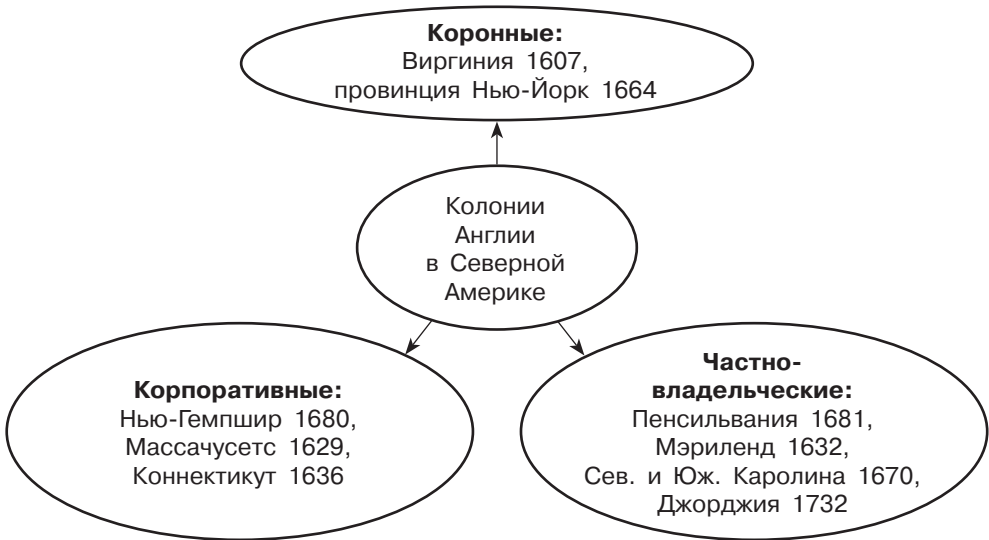 Коронные:
Виргиния 1607,
провинция Нью-Йорк 1664
Колонии
Англии
в Северной
Америке
Корпоративные:
Нью-Гемпшир 1680,
Массачусетс 1629,
Коннектикут 1636
Частно-
владельческие:
Пенсильвания 1681,
Мэриленд 1632,
Сев. и Юж. Каролина 1670,
Джорджия 1732